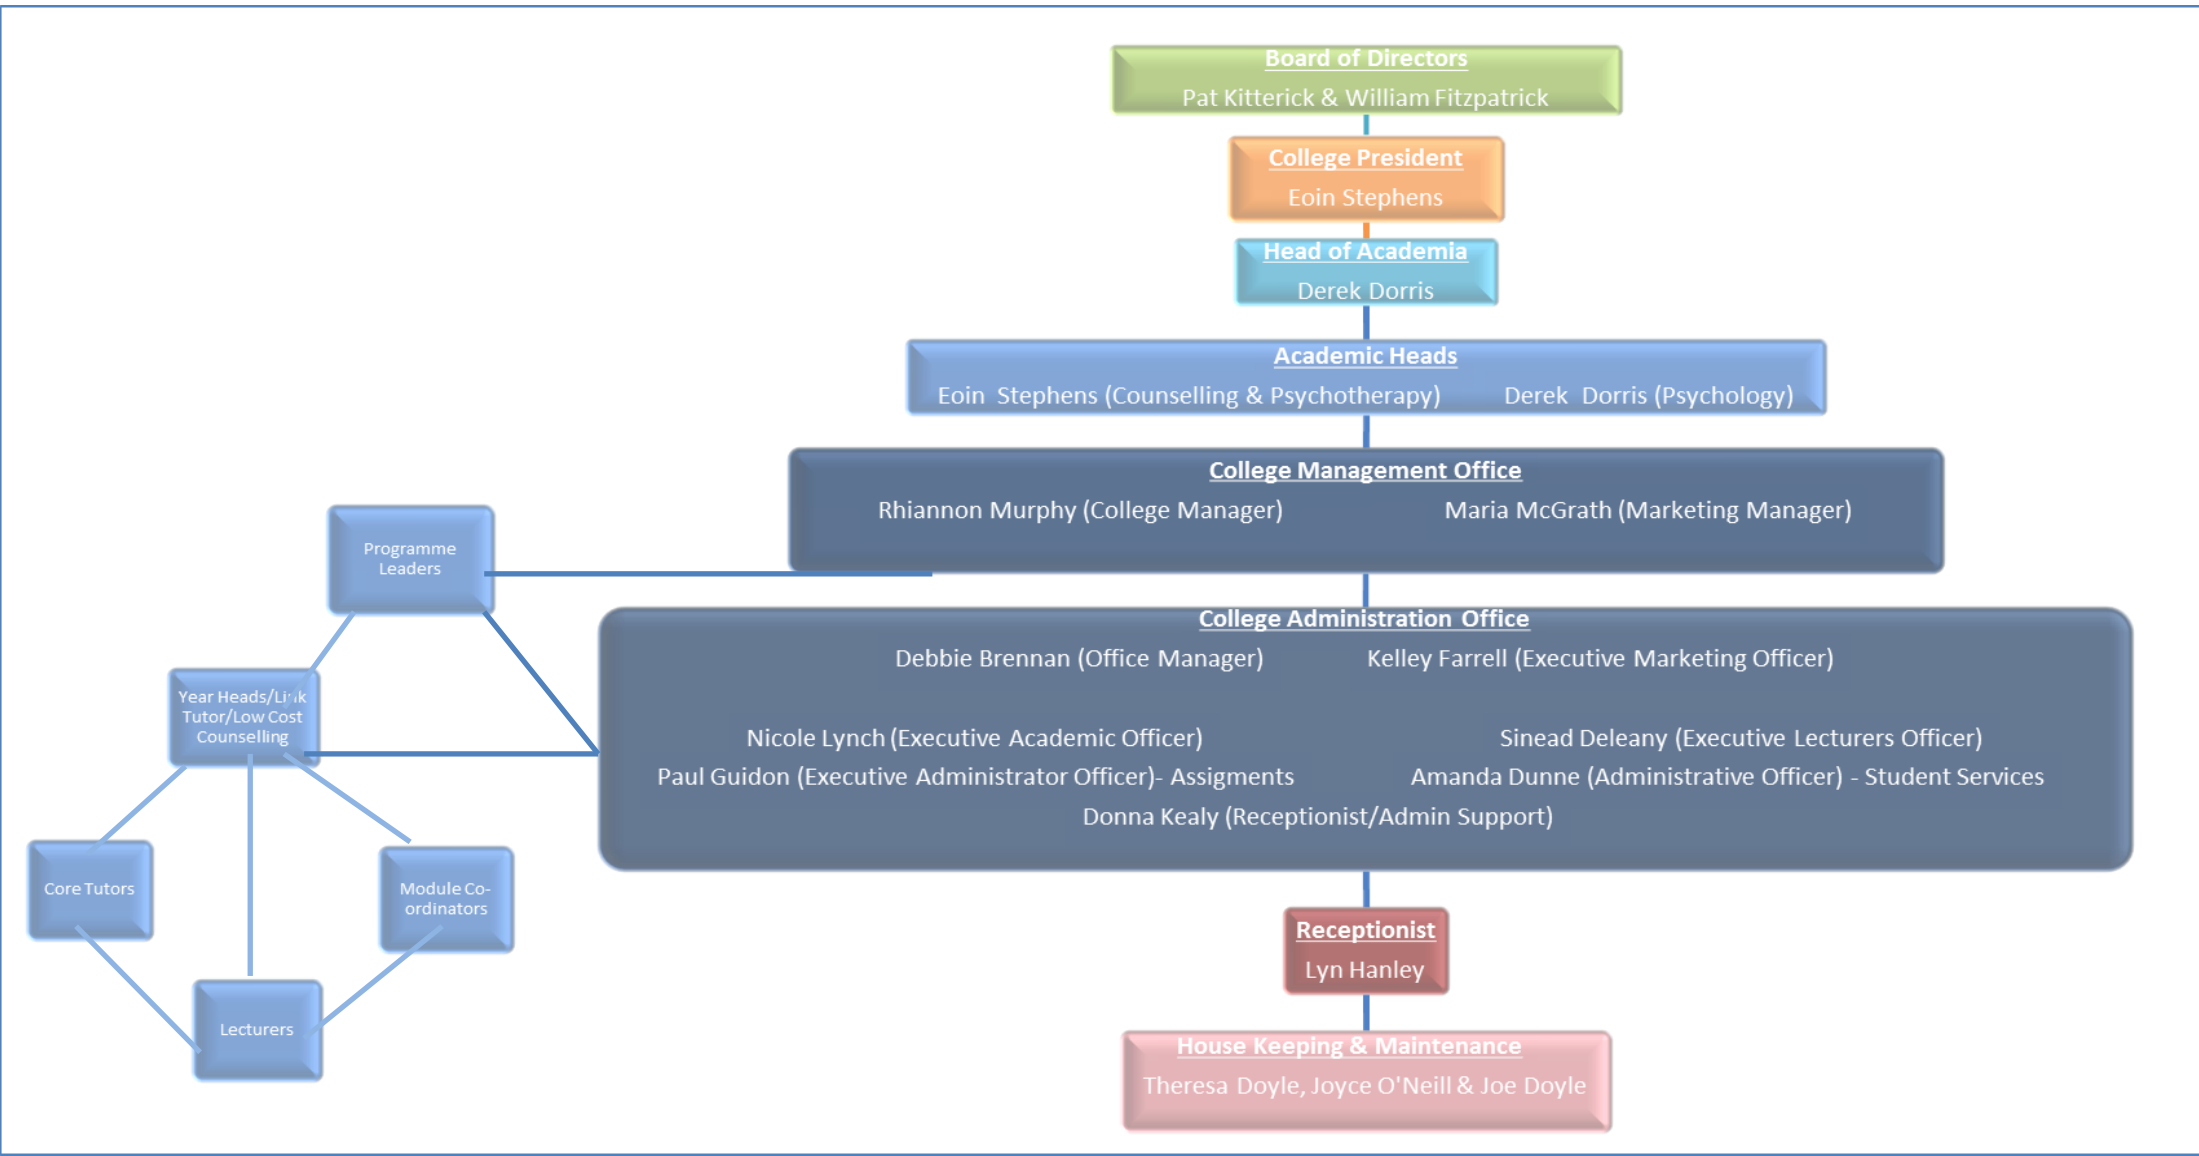 Board of Directors
Pat Kitterick & William Fitzpatrick
College President
Eoin Stephens
Head of Academia
Derek Dorris
Academic Heads
Eoin Stephens (Counselling & Psychotherapy) Derek Dorris (Psychology)
College Management Office
Rhiannon Murphy (College Manager) Maria McGrath (Marketing Manager)
Programme
Leaders
College Administration Office
Debbie Brennan (Office Manager) Kelley Farrell (Executive Marketing Officer)
Nicole Lynch (Executive Academic Officer) Sinead Deleany (Executive Lecturers Officer)
Paul Guidon (Executive Administrator Officer)- Assigments Amanda Dunne (Administrative Officer) - Student Services
Donna Kealy (Receptionist/Admin Support)
Year Heads/Link
Tutor/Low Cost
Counselling
Core Tutors
Module Co-
ordinators
Lecturers
Receptionist
Lyn Hanley
House Keeping & Maintenance
Theresa Doyle, Joyce O'Neill & Joe Doyle